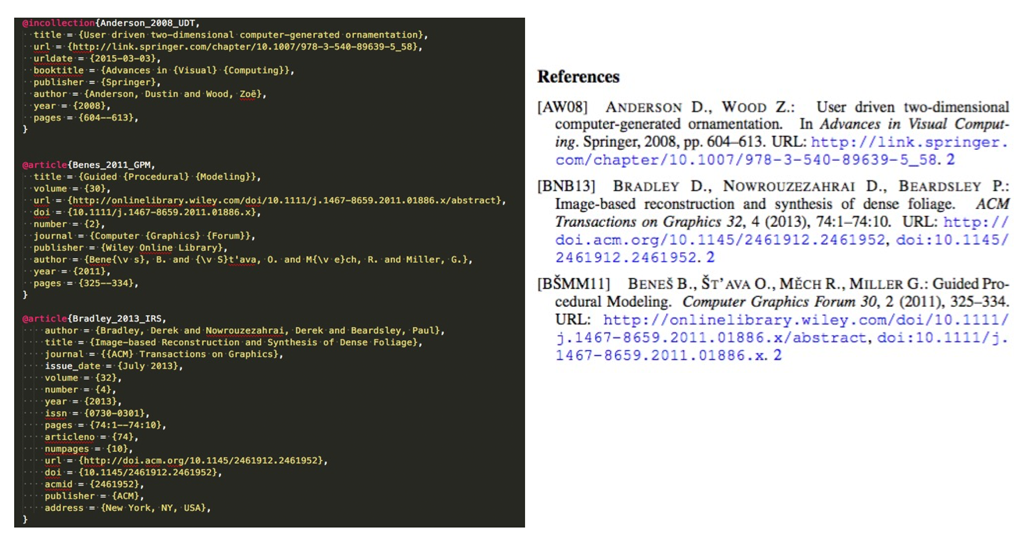 @incollection{Anderson_2008_UDT,
title = {User driven two-dimensional computer-generated ornamentation},
url = {http://link.springer.com/chapter/10.1007/978-3-540-89639-5_58},
urldate = {2015-03-03},
booktitle = {Advances in {Visual} {Computing}},
publisher = {Springer},
author = {Anderson, Dustin and Wood, Zoë},
year = {2008},
pages = {604--613},
}
@article{Benes_2011_GPM,
title = {Guided {Procedural} {Modeling}},
volume = {30},
url = {http://onlinelibrary.wiley.com/doi/10.1111/j.1467-8659.2011.01886.x/abstract},
doi = {10.1111/j.1467-8659.2011.01886.x},
number = {2},
journal = {Computer {Graphics} {Forum}},
publisher = {Wiley Online Library},
author = {Bene{\v s}, B. and {\v S}t'ava, O. and M{\v e}ch, R. and Miller, G.},
year = {2011},
pages = {325--334},
}
@article{Bradley_2013_IRS,
author = {Bradley, Derek and Nowrouzezahrai, Derek and Beardsley, Paul},
title = {Image-based Reconstruction and Synthesis of Dense Foliage},
journal = {{ACM} Transactions on Graphics},
issue_date = {July 2013},
volume = {32},
number = {4},
year = {2013},
issn = {0730-0301},
pages = {74:1--74:10},
articleno = {74},
numpages = {10},
url = {http://doi.acm.org/10.1145/2461912.2461952},
doi = {10.1145/2461912.2461952},
acmid = {2461952},
publisher = {ACM},
address = {New York, NY, USA},
}
References
[AW08] ANDERSON D., WOOD Z.: User driven two-dimensional
computer-generated ornamentation. In Advances in Visual Comput-
ing. Springer, 2008, pp. 604–613. URL: http://link.springer.
com/chapter/10.1007/978-3-540-89639-5_58. 2
[BNB13] BRADLEY D., NOWROUZEZAHRAI D., BEARDSLEY P.:
Image-based reconstruction and synthesis of dense foliage. ACM
Transactions on Graphics 32, 4 (2013), 74:1–74:10. URL: http://
doi.acm.org/10.1145/2461912.2461952, doi:10.1145/
2461912.2461952. 2
[BŠMM11] BENEŠ B., ŠT'AVA O., MĚCH R., MILLER G.: Guided Pro-
cedural Modeling. Computer Graphics Forum 30, 2 (2011), 325–334.
URL: http://onlinelibrary.wiley.com/doi/10.1111/
j.1467-8659.2011.01886.x/abstract, doi:10.1111/j.
1467-8659.2011.01886.x. 2